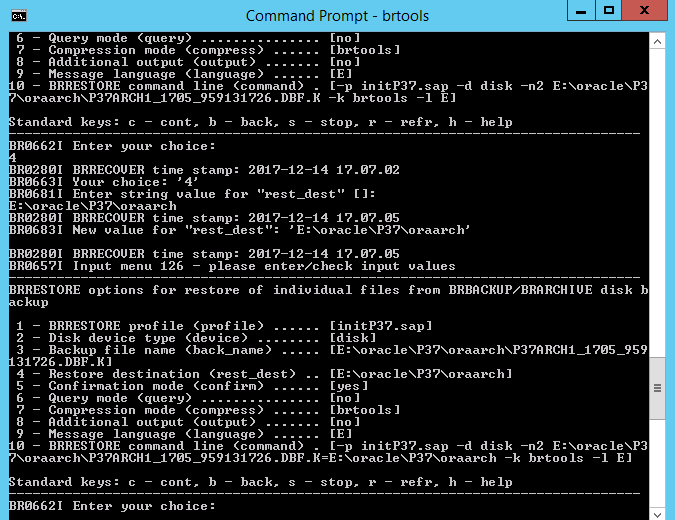 Command Prompt - brtools
6 - Query mode (query) ............... [no]
7 - Compression mode (compress) ...... [brtools]
8 - Additional output (output) ....... [no]
9 - Message language (language) ...... [E]
10 - BRRESTORE command line (command) . [-p initP37.sap -d disk -n2 E:\oracle\P3
7\oraarch\P37ARCH1_1705_959131726.DBF.K -k brtools -l E]
Standard keys: c - cont, b - back, s - stop, r - refr, h - help
-------------------------------------------------------------------------------
BR0662I Enter your choice:
4
BR0280I BRRECOVER time stamp: 2017-12-14 17.07.02
BR0663I Your choice: '4'
BR0681I Enter string value for "rest_dest" []:
E:\oracle\P37\oraarch
BR0280I BRRECOVER time stamp: 2017-12-14 17.07.05
BR0683I New value for "rest_dest": 'E:\oracle\P37\oraarch'
BR0280I BRRECOVER time stamp: 2017-12-14 17.07.05
BR0657I Input menu 126 - please enter/check input values
-------------------------------------------------------------------------------
BRRESTORE options for restore of individual files from BRBACKUP/BRARCHIVE disk b
ackup
1 - BRRESTORE profile (profile) ...... [initP37.sap]
2 - Disk device type (device) ........ [disk]
3 - Backup file name (back_name) ..... [E:\oracle\P37\oraarch\P37ARCH1_1705_959
131726.DBF.K]
4 - Restore destination (rest_dest) .. [E:\oracle\P37\oraarch]
5 - Confirmation mode (confirm) ...... [yes]
6 - Query mode (query) ............... [no]
7 - Compression mode (compress) ...... [brtools]
8 - Additional output (output) ....... [no]
9 - Message language (language) ...... [E]
10 - BRRESTORE command line (command) . [-p initP37.sap -d disk -n2 E:\oracle\P3
7\oraarch\P37ARCH1_1705_959131726.DBF.K=E:\oracle\P37\oraarch -k brtools -l E]
Standard keys: c - cont, b - back, s - stop, r - refr, h - help
-------------------------------------------------------------------------------
BR0662I Enter your choice: